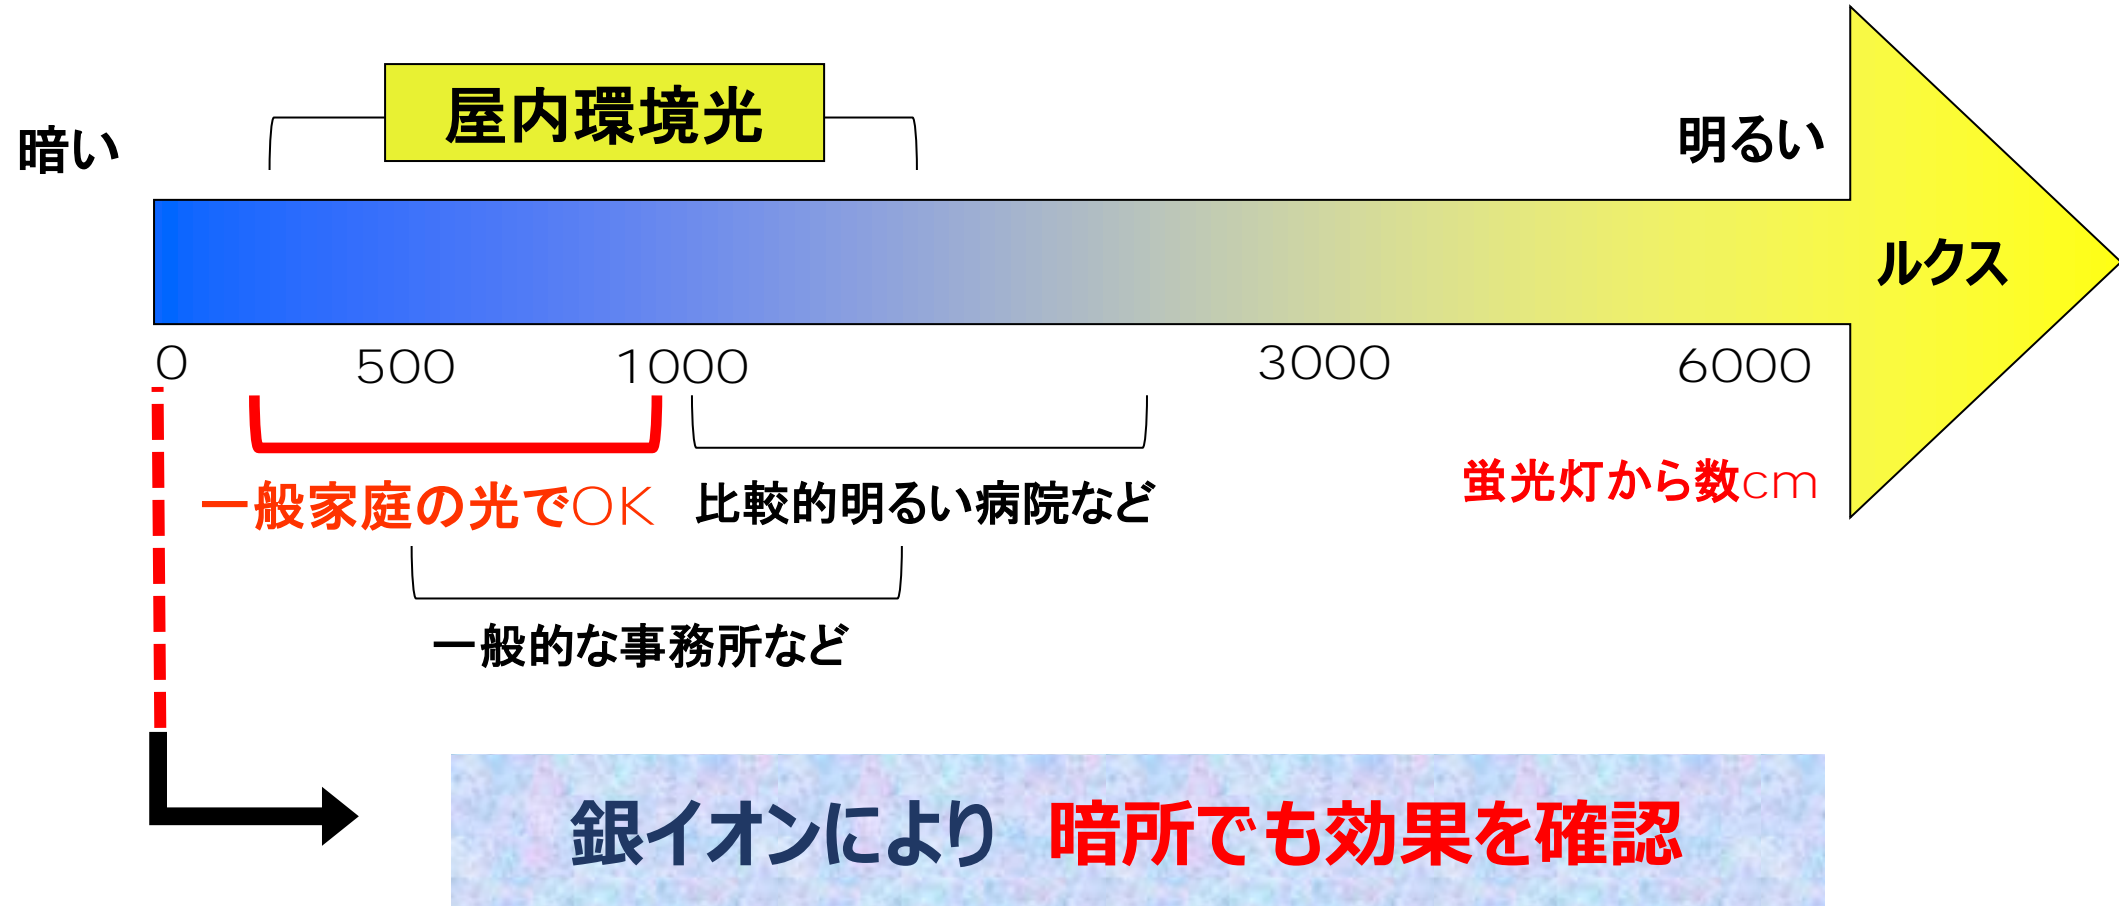 屋内環境光
暗い
明るい
ルクス
0 500 1000 3000 6000
一般家庭の光でOK
比較的明るい病院など
蛍光灯から数cm
一般的な事務所など
銀イオンにより 暗所でも効果を確認